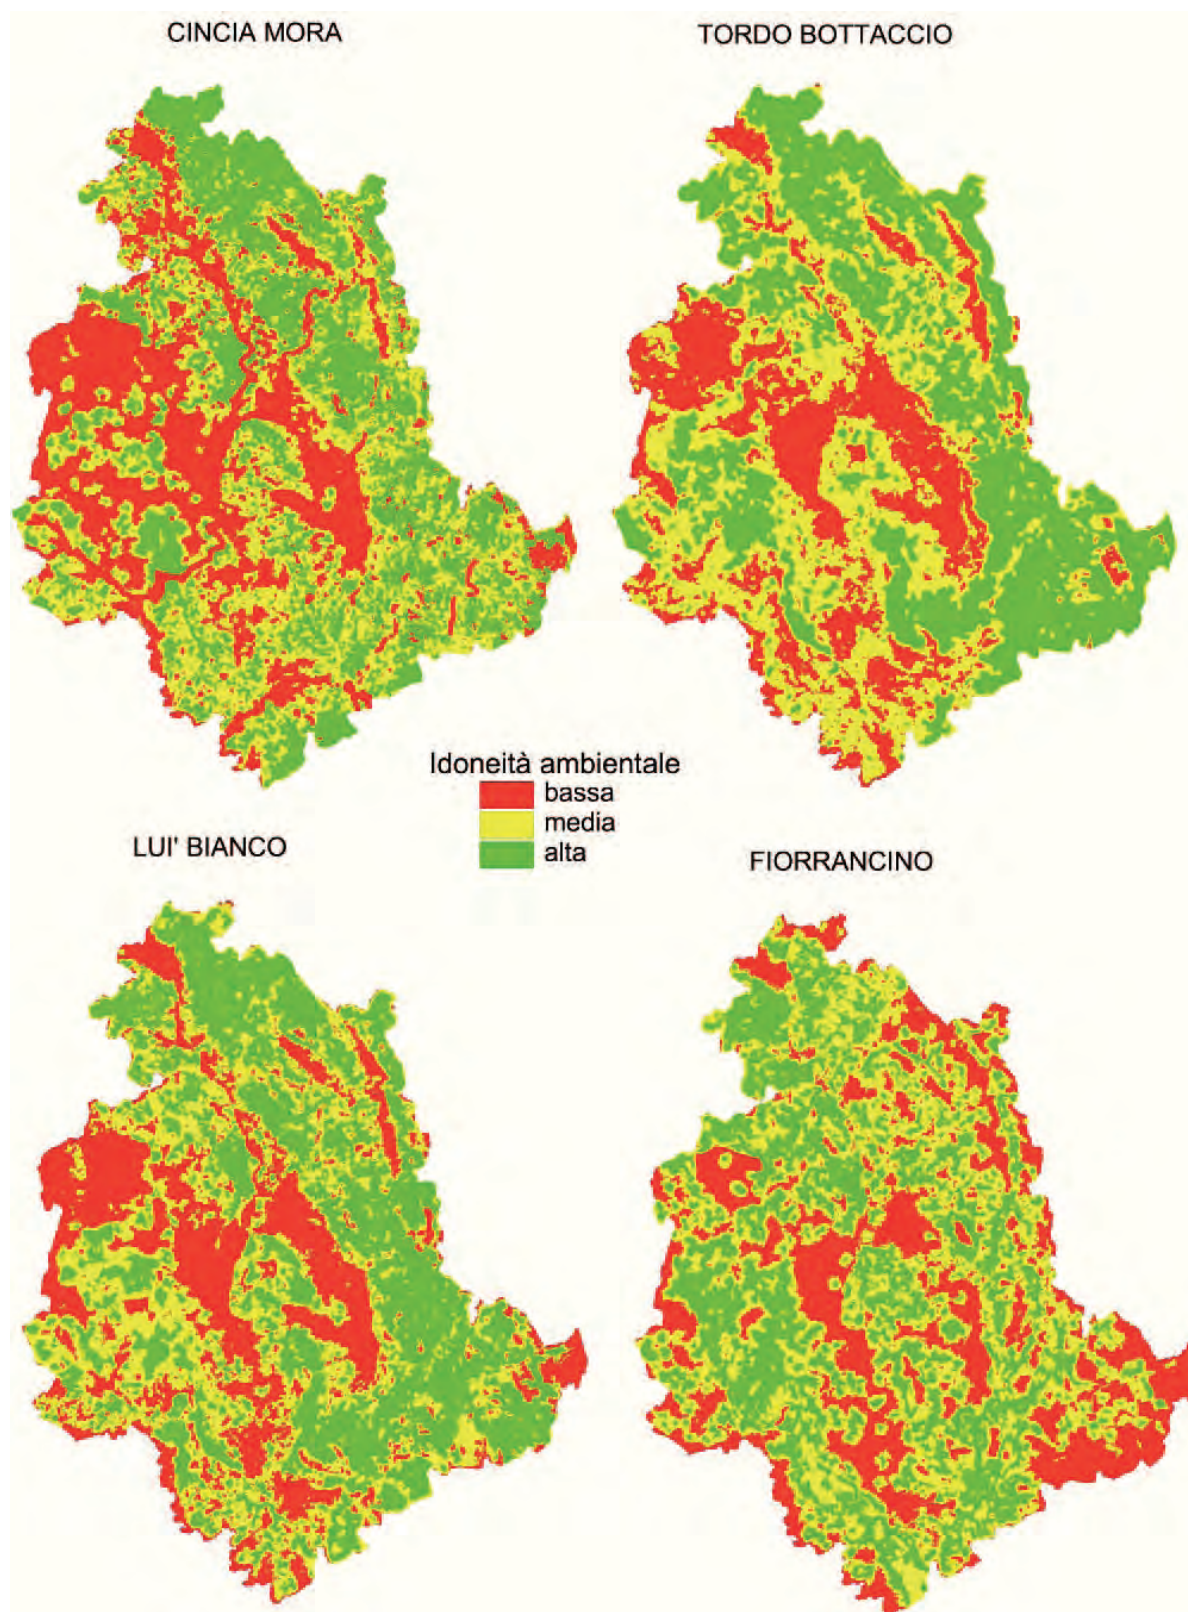 CINCIA MORA
TORDO BOTTACCIO
Idoneità ambientale
bassa
media
alta
LUI' BIANCO
FIORRANCINO